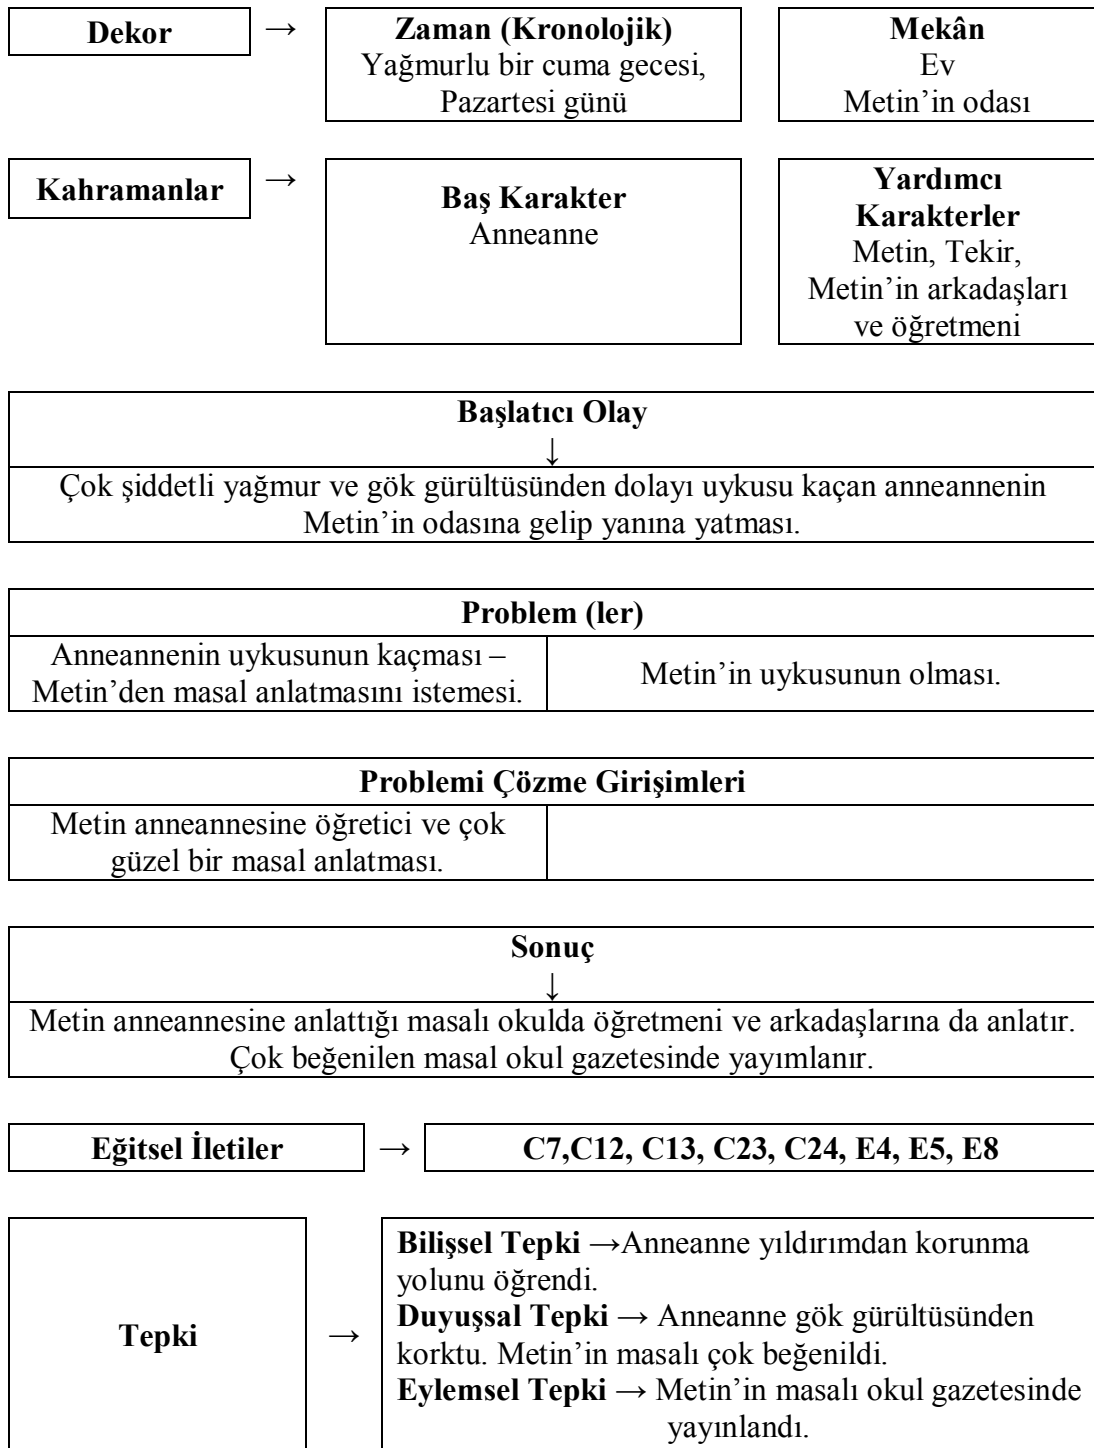 Dekor
→
Zaman (Kronolojik)
Yağmurlu bir cuma gecesi,
Pazartesi günü
Mekân
Ev
Metin’in odası
Kahramanlar
→
Baş Karakter
Anneanne
Yardımcı
Karakterler
Metin, Tekir,
Metin’in arkadaşları
ve öğretmeni
Başlatıcı Olay
↓
Çok şiddetli yağmur ve gök gürültüsünden dolayı uykusu kaçan anneannenin
Metin’in odasına gelip yanına yatması.
Problem (ler)
Anneannenin uykusunun kaçması –
Metin’den masal anlatmasını istemesi.
Metin’in uykusunun olması.
Problemi Çözme Girişimleri
Metin anneannesine öğretici ve çok
güzel bir masal anlatması.
Sonuç
↓
Metin anneannesine anlattığı masalı okulda öğretmeni ve arkadaşlarına da anlatır.
Çok beğenilen masal okul gazetesinde yayımlanır.
Eğitsel İletiler
→
C7,C12, C13, C23, C24, E4, E5, E8
Tepki
→
Bilişsel Tepki →Anneanne yıldırımdan korunma
yolunu öğrendi.
Duyuşsal Tepki → Anneanne gök gürültüsünden
korktu. Metin’in masalı çok beğenildi.
Eylemsel Tepki → Metin’in masalı okul gazetesinde
yayınlandı.